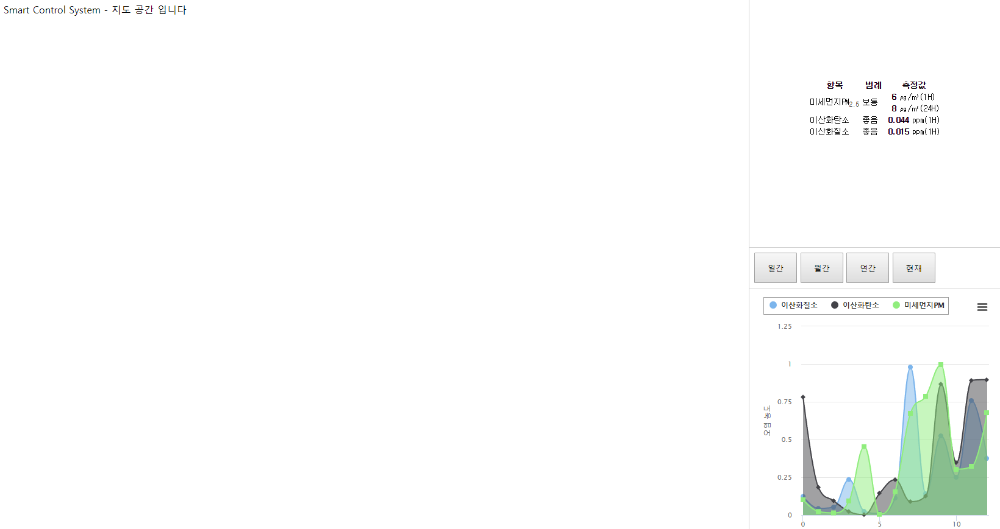 Smart Control System - 지도 공간 입니다
항목 범례 측정값
미세먼지PM2.5 보통 6 ㎍/㎥(1H)
8 ㎍/㎥(24H)
이산화탄소 좋음 0.044 ppm(1H)
이산화질소 좋음 0.015 ppm(1H)
일간 월간 연간 현재
이산화질소 이산화탄소 미세먼지PM
1.25
1
0.75
0.5
0.25
0
오염 농도
0 5 10